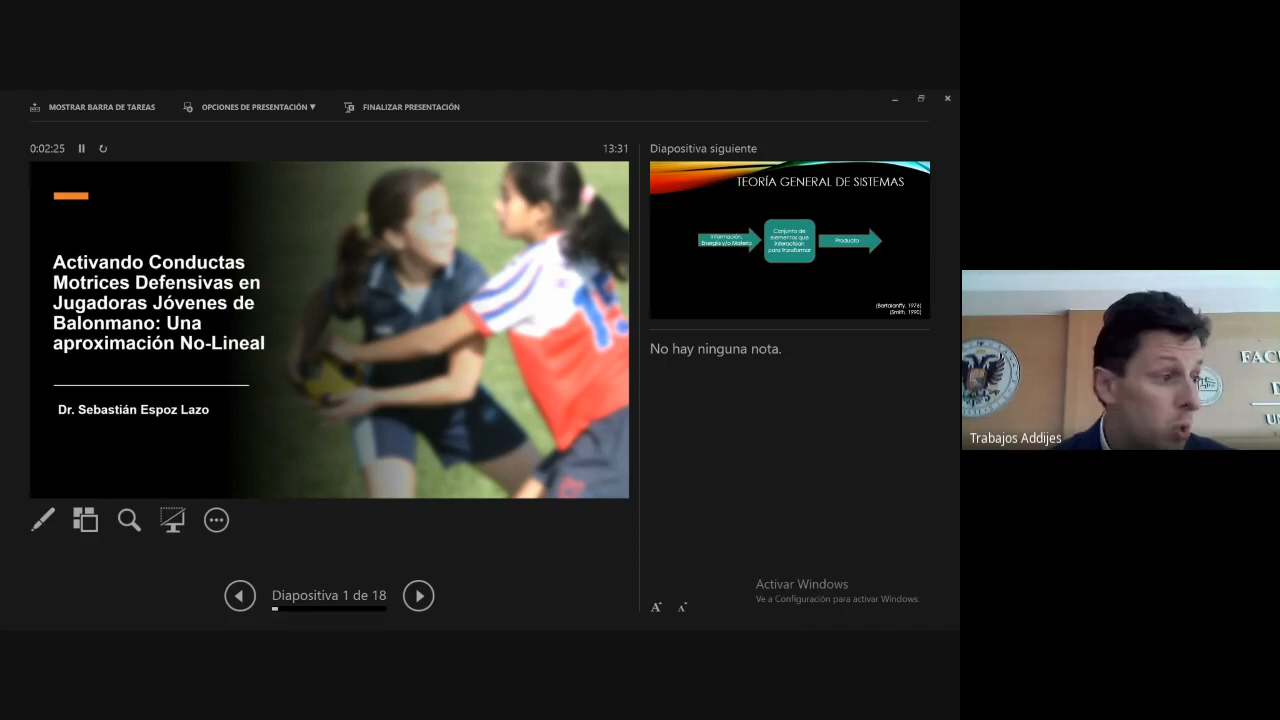 MOSTRAR BARRA DE TAREAS
OPCIONES DE PRESENTACIÓN ▼
FINALIZAR PRESENTACIÓN
0:02:25
13:31
Activando Conductas
Motrices Defensivas en
Jugadoras Jóvenes de
Balonmano: Una
aproximación No-Lineal
Dr. Sebastián Espoz Lazo
Diapositiva siguiente
TEORÍA GENERAL DE SISTEMAS
Información,
Energía y/o Materia
Conjunto de
elementos que
interactúan
para transformar
Producto
(Bertalanffy, 1976)
(Smith, 1990)
No hay ninguna nota.
Diapositiva 1 de 18
Activar Windows
Ve a Configuración para activar Windows.
Trabajos Addijes